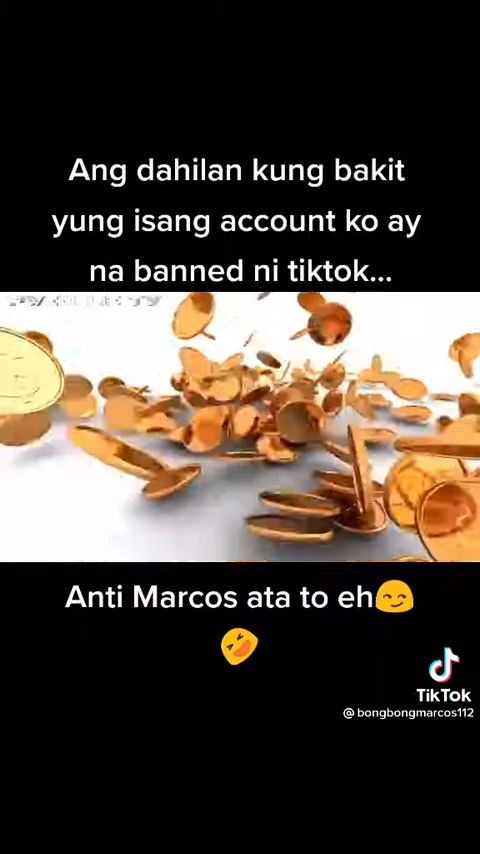 Ang dahilan kung bakit
yung isang account ko ay
na banned ni tiktok...
Anti Marcos ata to eh😏
🤣
TikTok
@bongbongmarcos112